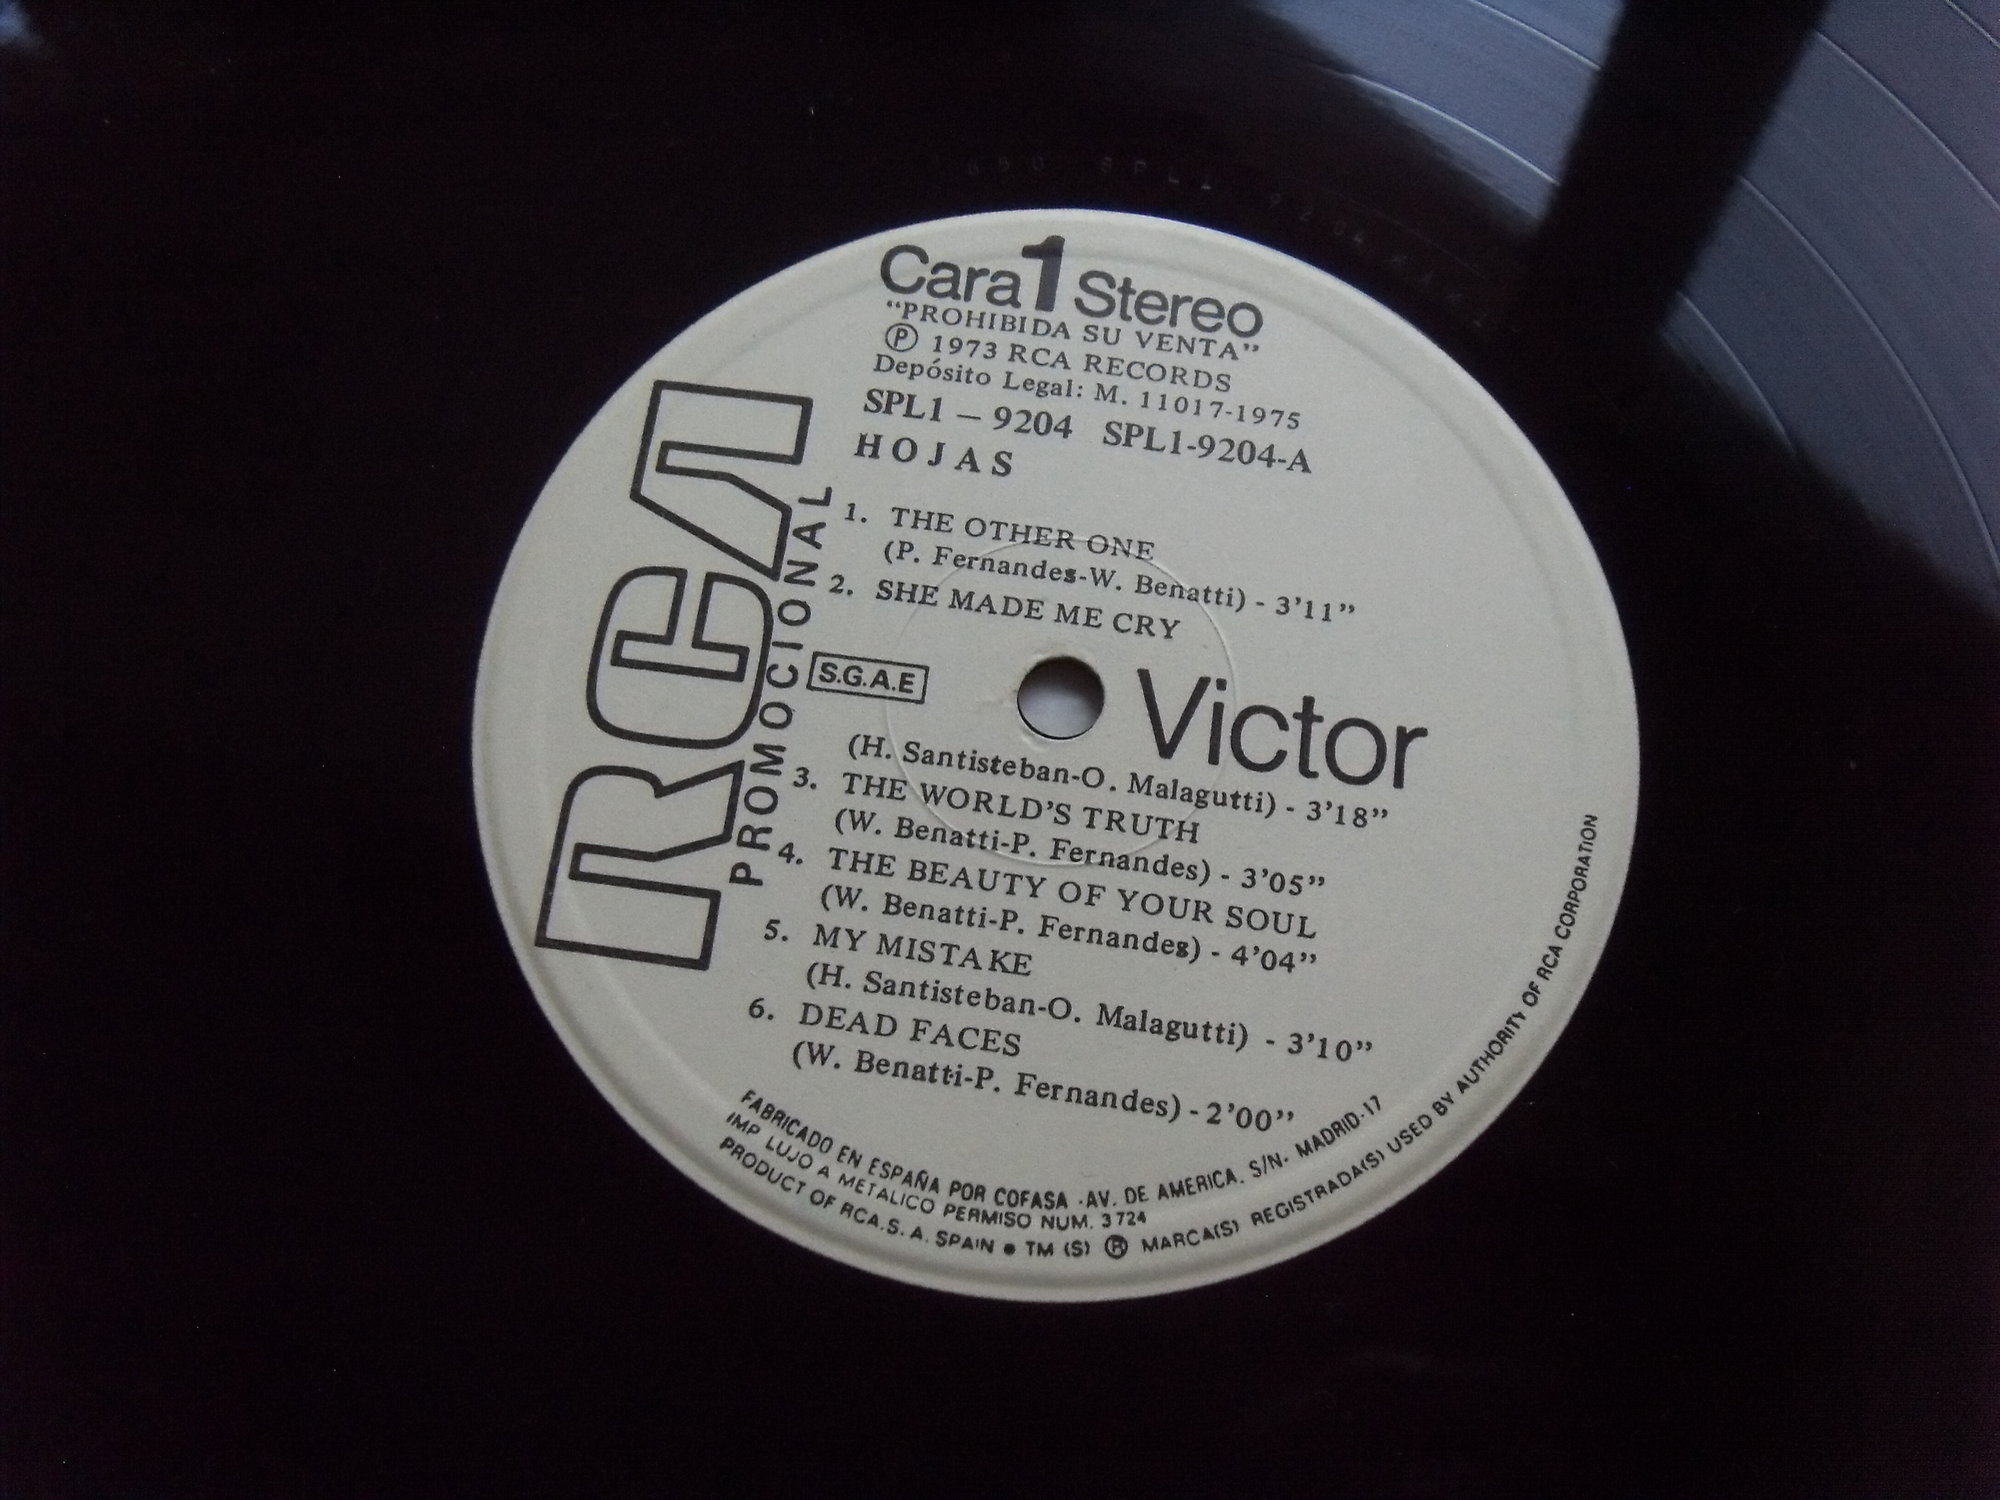 Cara 1 Stereo
"PROHIBIDA SU VENTA"
Ⓟ 1973 RCA RECORDS
Depósito Legal: M. 11017-1975
SPL1 – 9204 SPL1-9204-A
HOJAS
1. THE OTHER ONE
(P. Fernandes-W. Benatti) - 3'11"
2. SHE MADE ME CRY
RCA
PROMOCIONAL
S.G.A.E
Victor
(H. Santisteban-O. Malagutti) - 3'18"
3. THE WORLD'S TRUTH
(W. Benatti-P. Fernandes) - 3'05"
4. THE BEAUTY OF YOUR SOUL
(W. Benatti-P. Fernandes) - 4'04"
5. MY MISTAKE
(H. Santisteban-O. Malagutti) - 3'10"
6. DEAD FACES
(W. Benatti-P. Fernandes) - 2'00"
FABRICADO EN ESPAÑA POR COFASA · AV. DE AMERICA, S/N· MADRID-17
IMP LUJO A METALICO PERMISO NUM. 3724
PRODUCT OF RCA.S.A. SPAIN ● TM (S) ® MARCA(S) REGISTRADA(S) USED BY AUTHORITY OF RCA CORPORATION
SPL1 9204